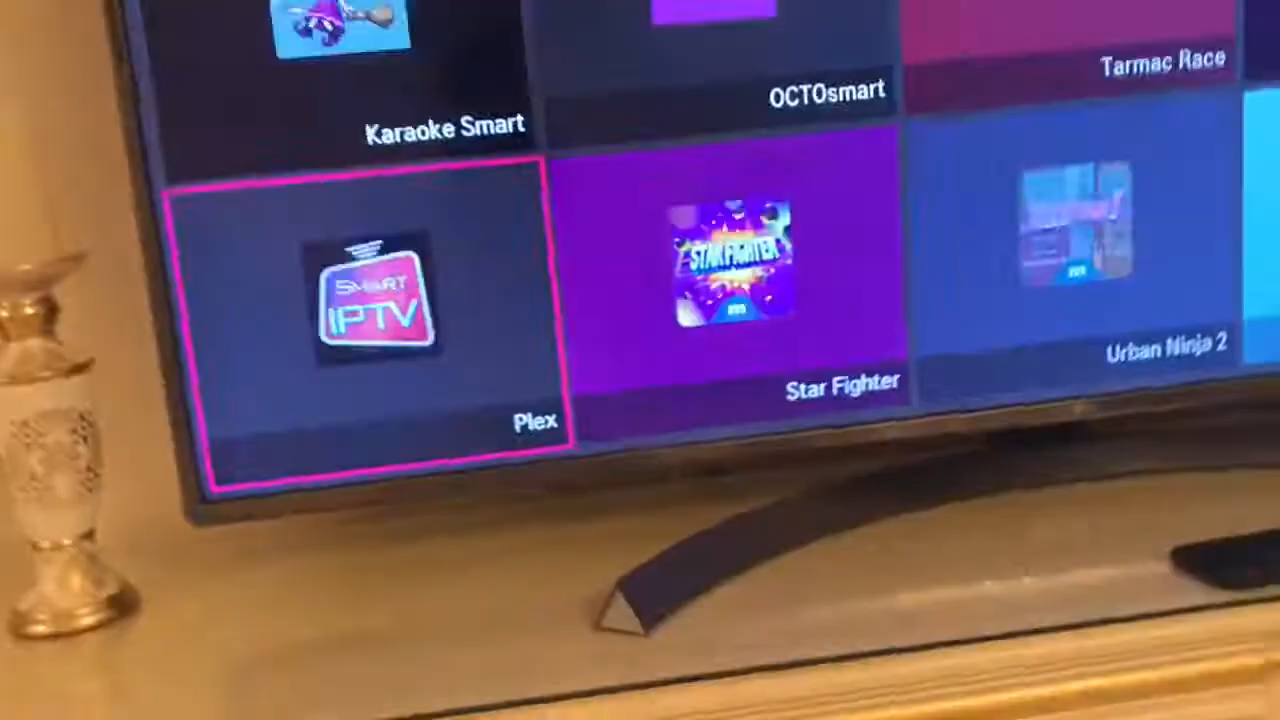 Karaoke Smart
OCTOsmart
Tarmac Race
SMART
IPTV
Plex
STAR FIGHTER
Star Fighter
Urban Ninja 2